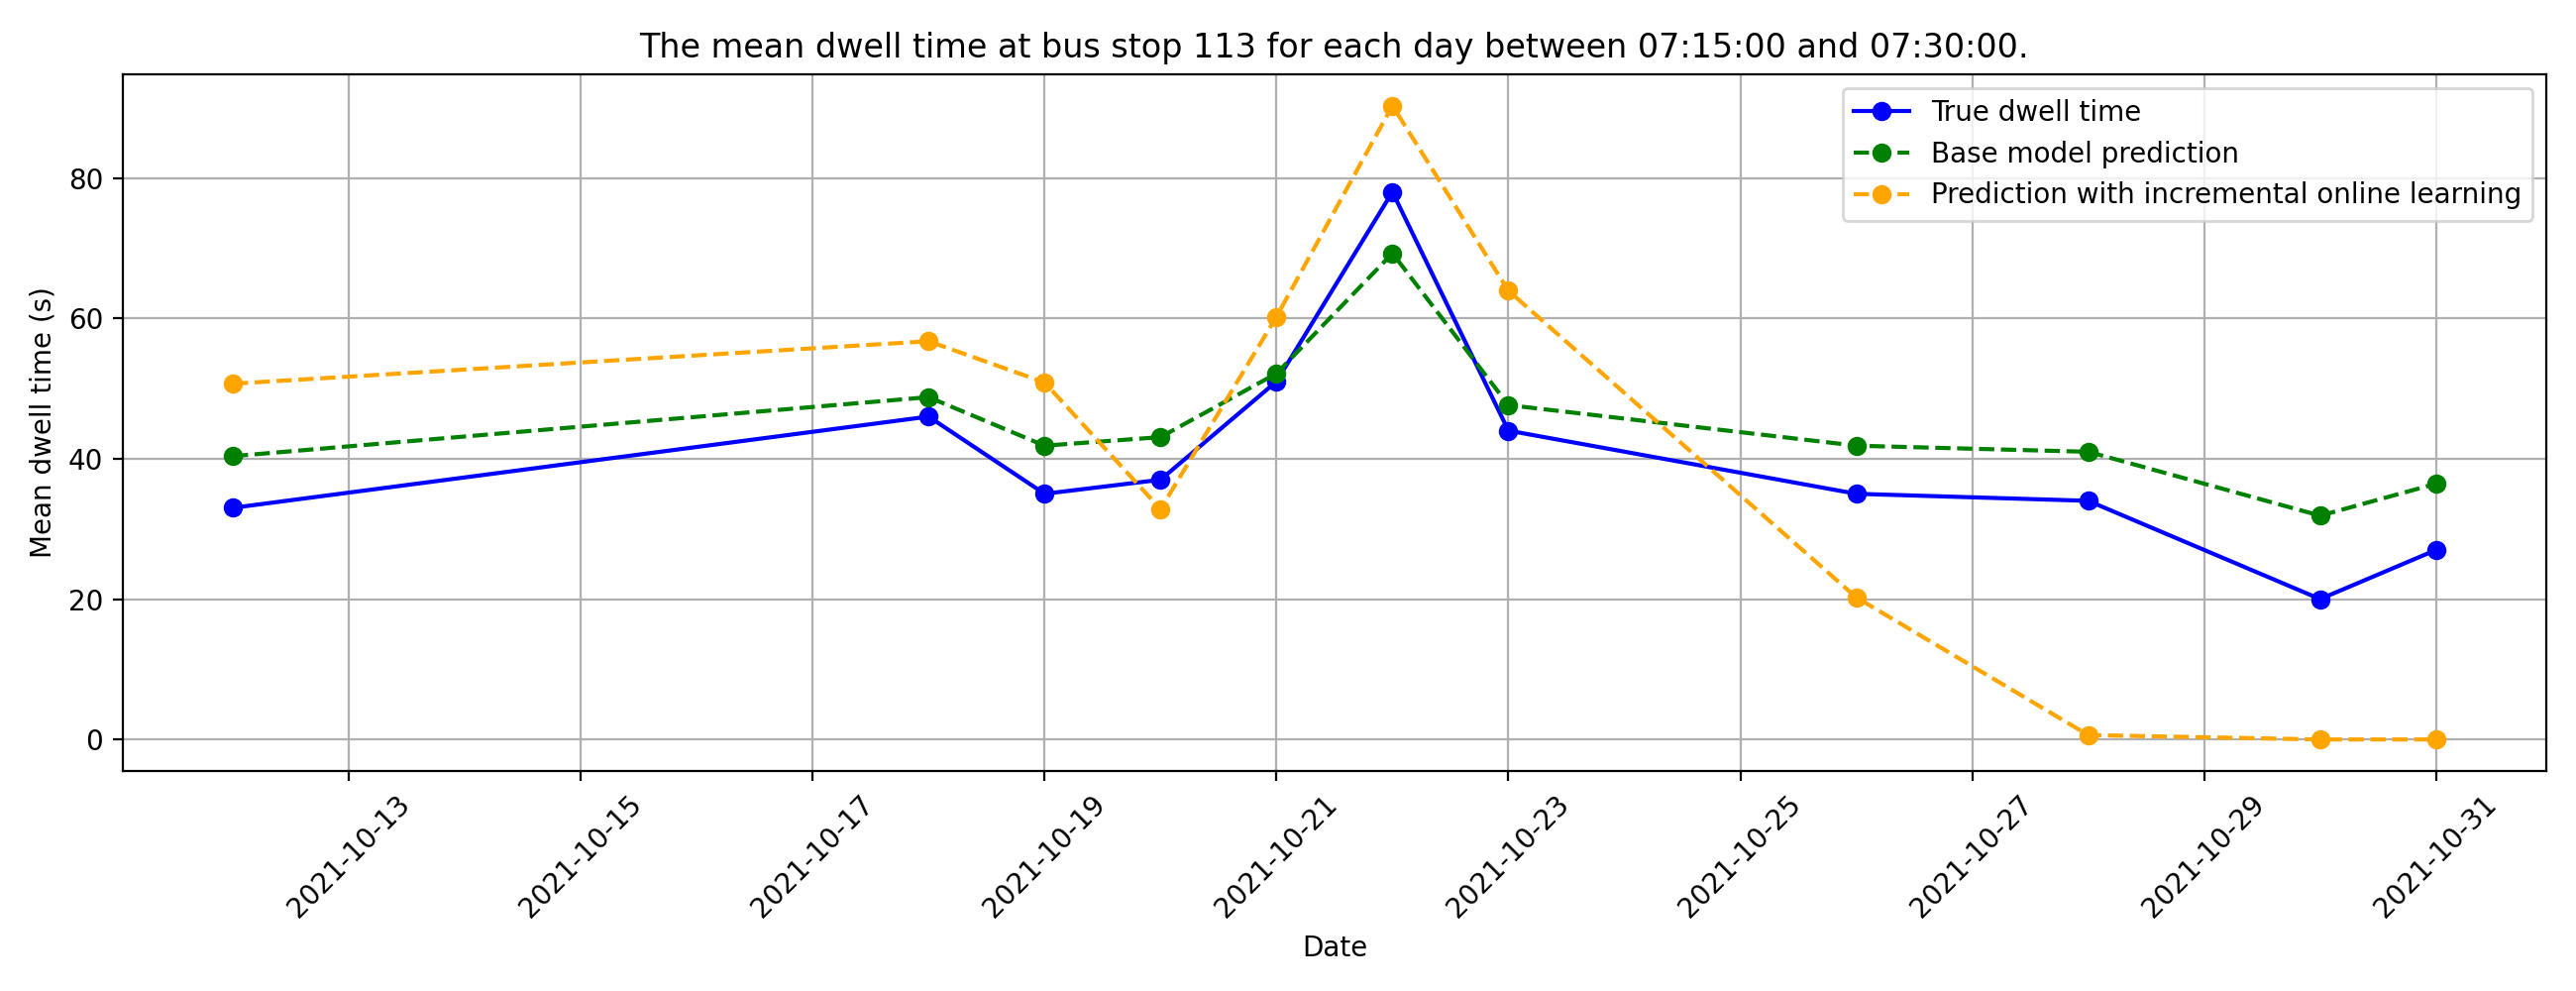 The mean dwell time at bus stop 113 for each day between 07:15:00 and 07:30:00.
True dwell time
Base model prediction
Prediction with incremental online learning
Mean dwell time (s)
80
60
40
20
0
2021-10-13
2021-10-15
2021-10-17
2021-10-19
2021-10-21
2021-10-23
2021-10-25
2021-10-27
2021-10-29
2021-10-31
Date